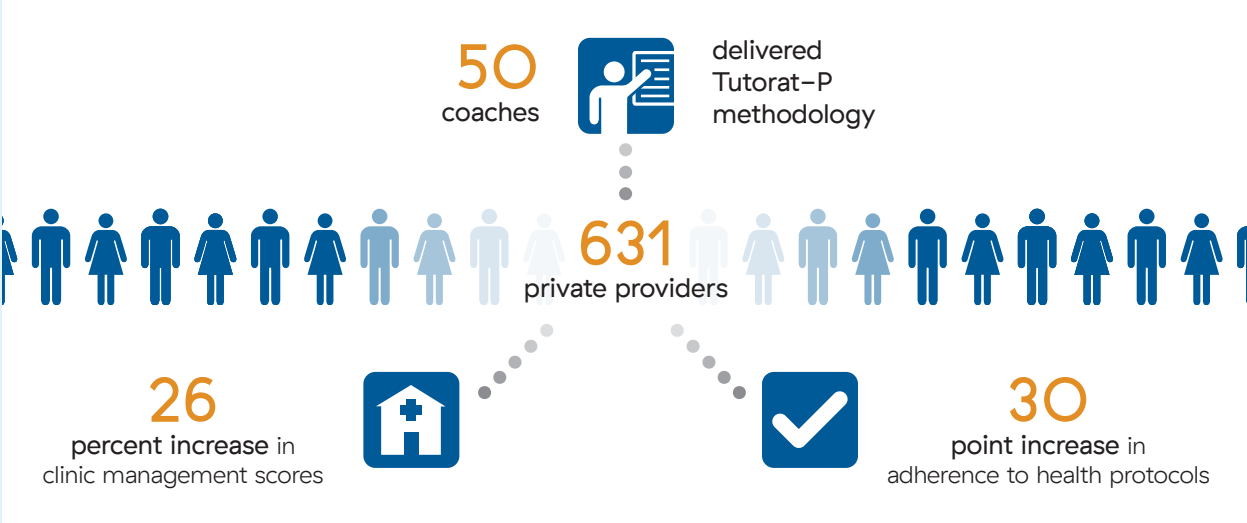 50
coaches
delivered
Tutorat–P
methodology
631
private providers
26
percent increase in
clinic management scores
30
point increase in
adherence to health protocols